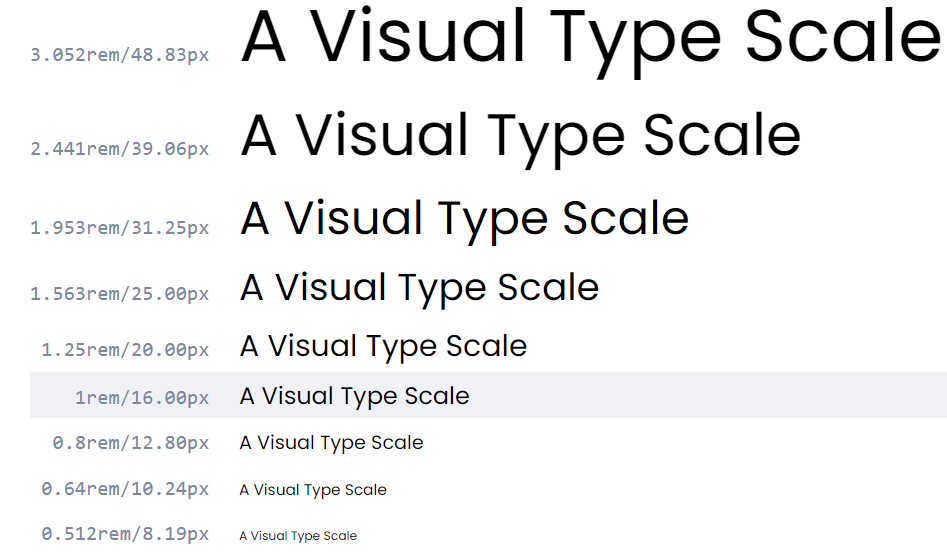 3.052rem/48.83px A Visual Type Scale
2.441rem/39.06px A Visual Type Scale
1.953rem/31.25px A Visual Type Scale
1.563rem/25.00px A Visual Type Scale
1.25rem/20.00px A Visual Type Scale
1rem/16.00px A Visual Type Scale
0.8rem/12.80px A Visual Type Scale
0.64rem/10.24px A Visual Type Scale
0.512rem/8.19px A Visual Type Scale